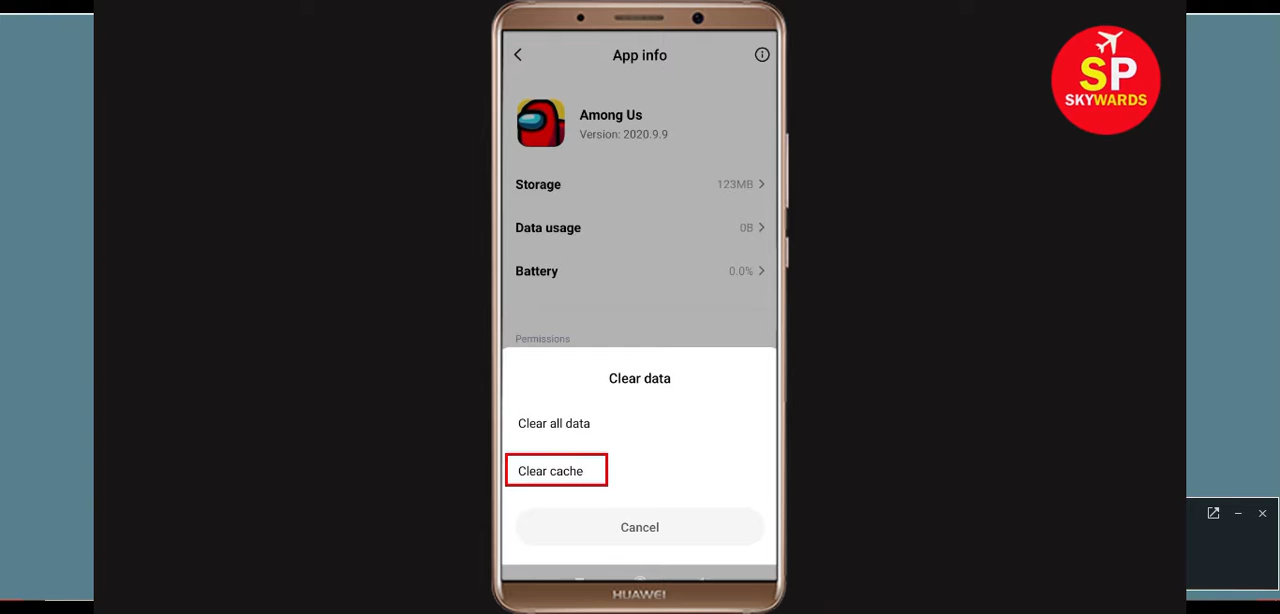 App info
Among Us
Version: 2020.9.9
Storage 123MB
Data usage 0B
Battery 0.0%
Permissions
Clear data
Clear all data
Clear cache
Cancel
HUAWEI
SP
SKYWARDS